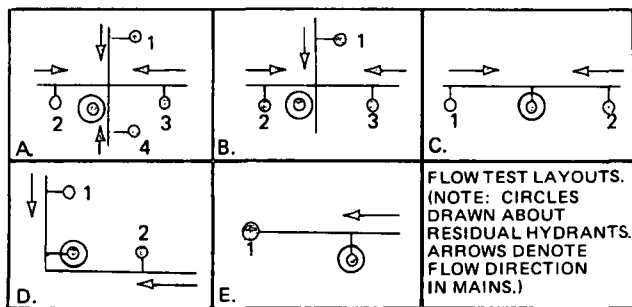 1
2
3
4
A.
1
2
3
B.
1
2
C.
1
2
D.
1
E.
FLOW TEST LAYOUTS.
(NOTE: CIRCLES
DRAWN ABOUT
RESIDUAL HYDRANTS.
ARROWS DENOTE
FLOW DIRECTION
IN MAINS.)